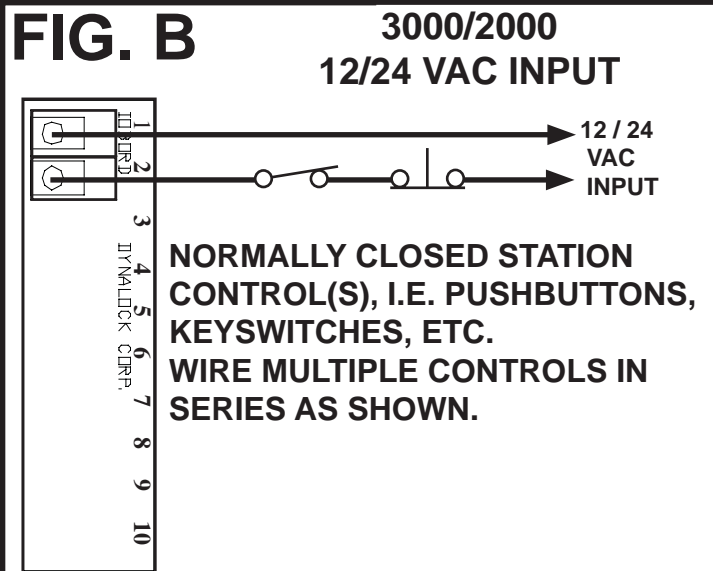 FIG. B
3000/2000
12/24 VAC INPUT
12 / 24
VAC
INPUT
1
2
3
4
5
6
7
8
9
10
DYNALOCK CORP.
NORMALLY CLOSED STATION
CONTROL(S), I.E. PUSHBUTTONS,
KEYSWITCHES, ETC.
WIRE MULTIPLE CONTROLS IN
SERIES AS SHOWN.